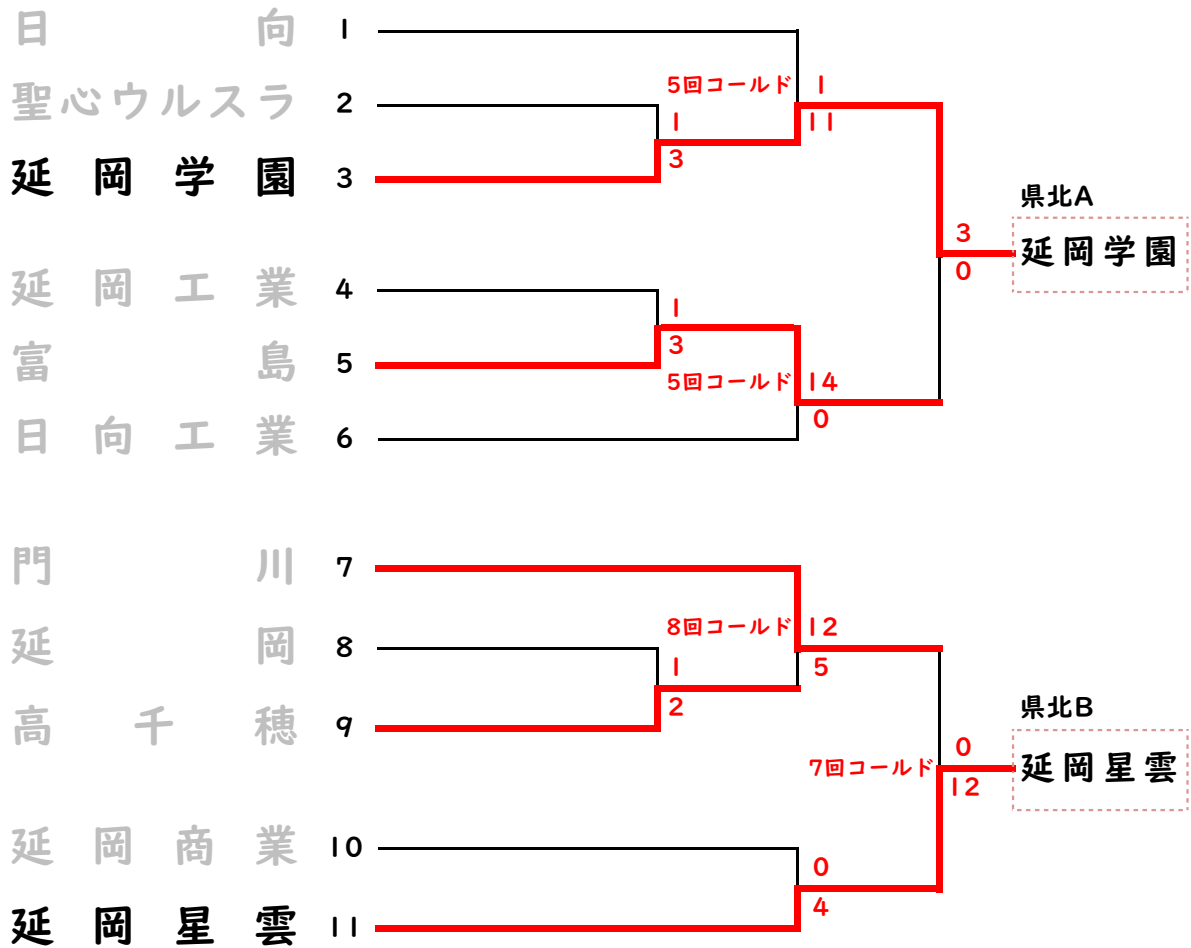 日向 1
5回コールド 1
聖心ウルスラ 2
1 11
3
延岡学園 3
県北A
3
延岡学園
0
延岡工業 4
1
3
富島 5
5回コールド 14
0
日向工業 6
門川 7
8回コールド 12
延岡 8
1 5
2
高千穂 9
県北B
0
7回コールド 延岡星雲
12
延岡商業 10
0
4
延岡星雲 11